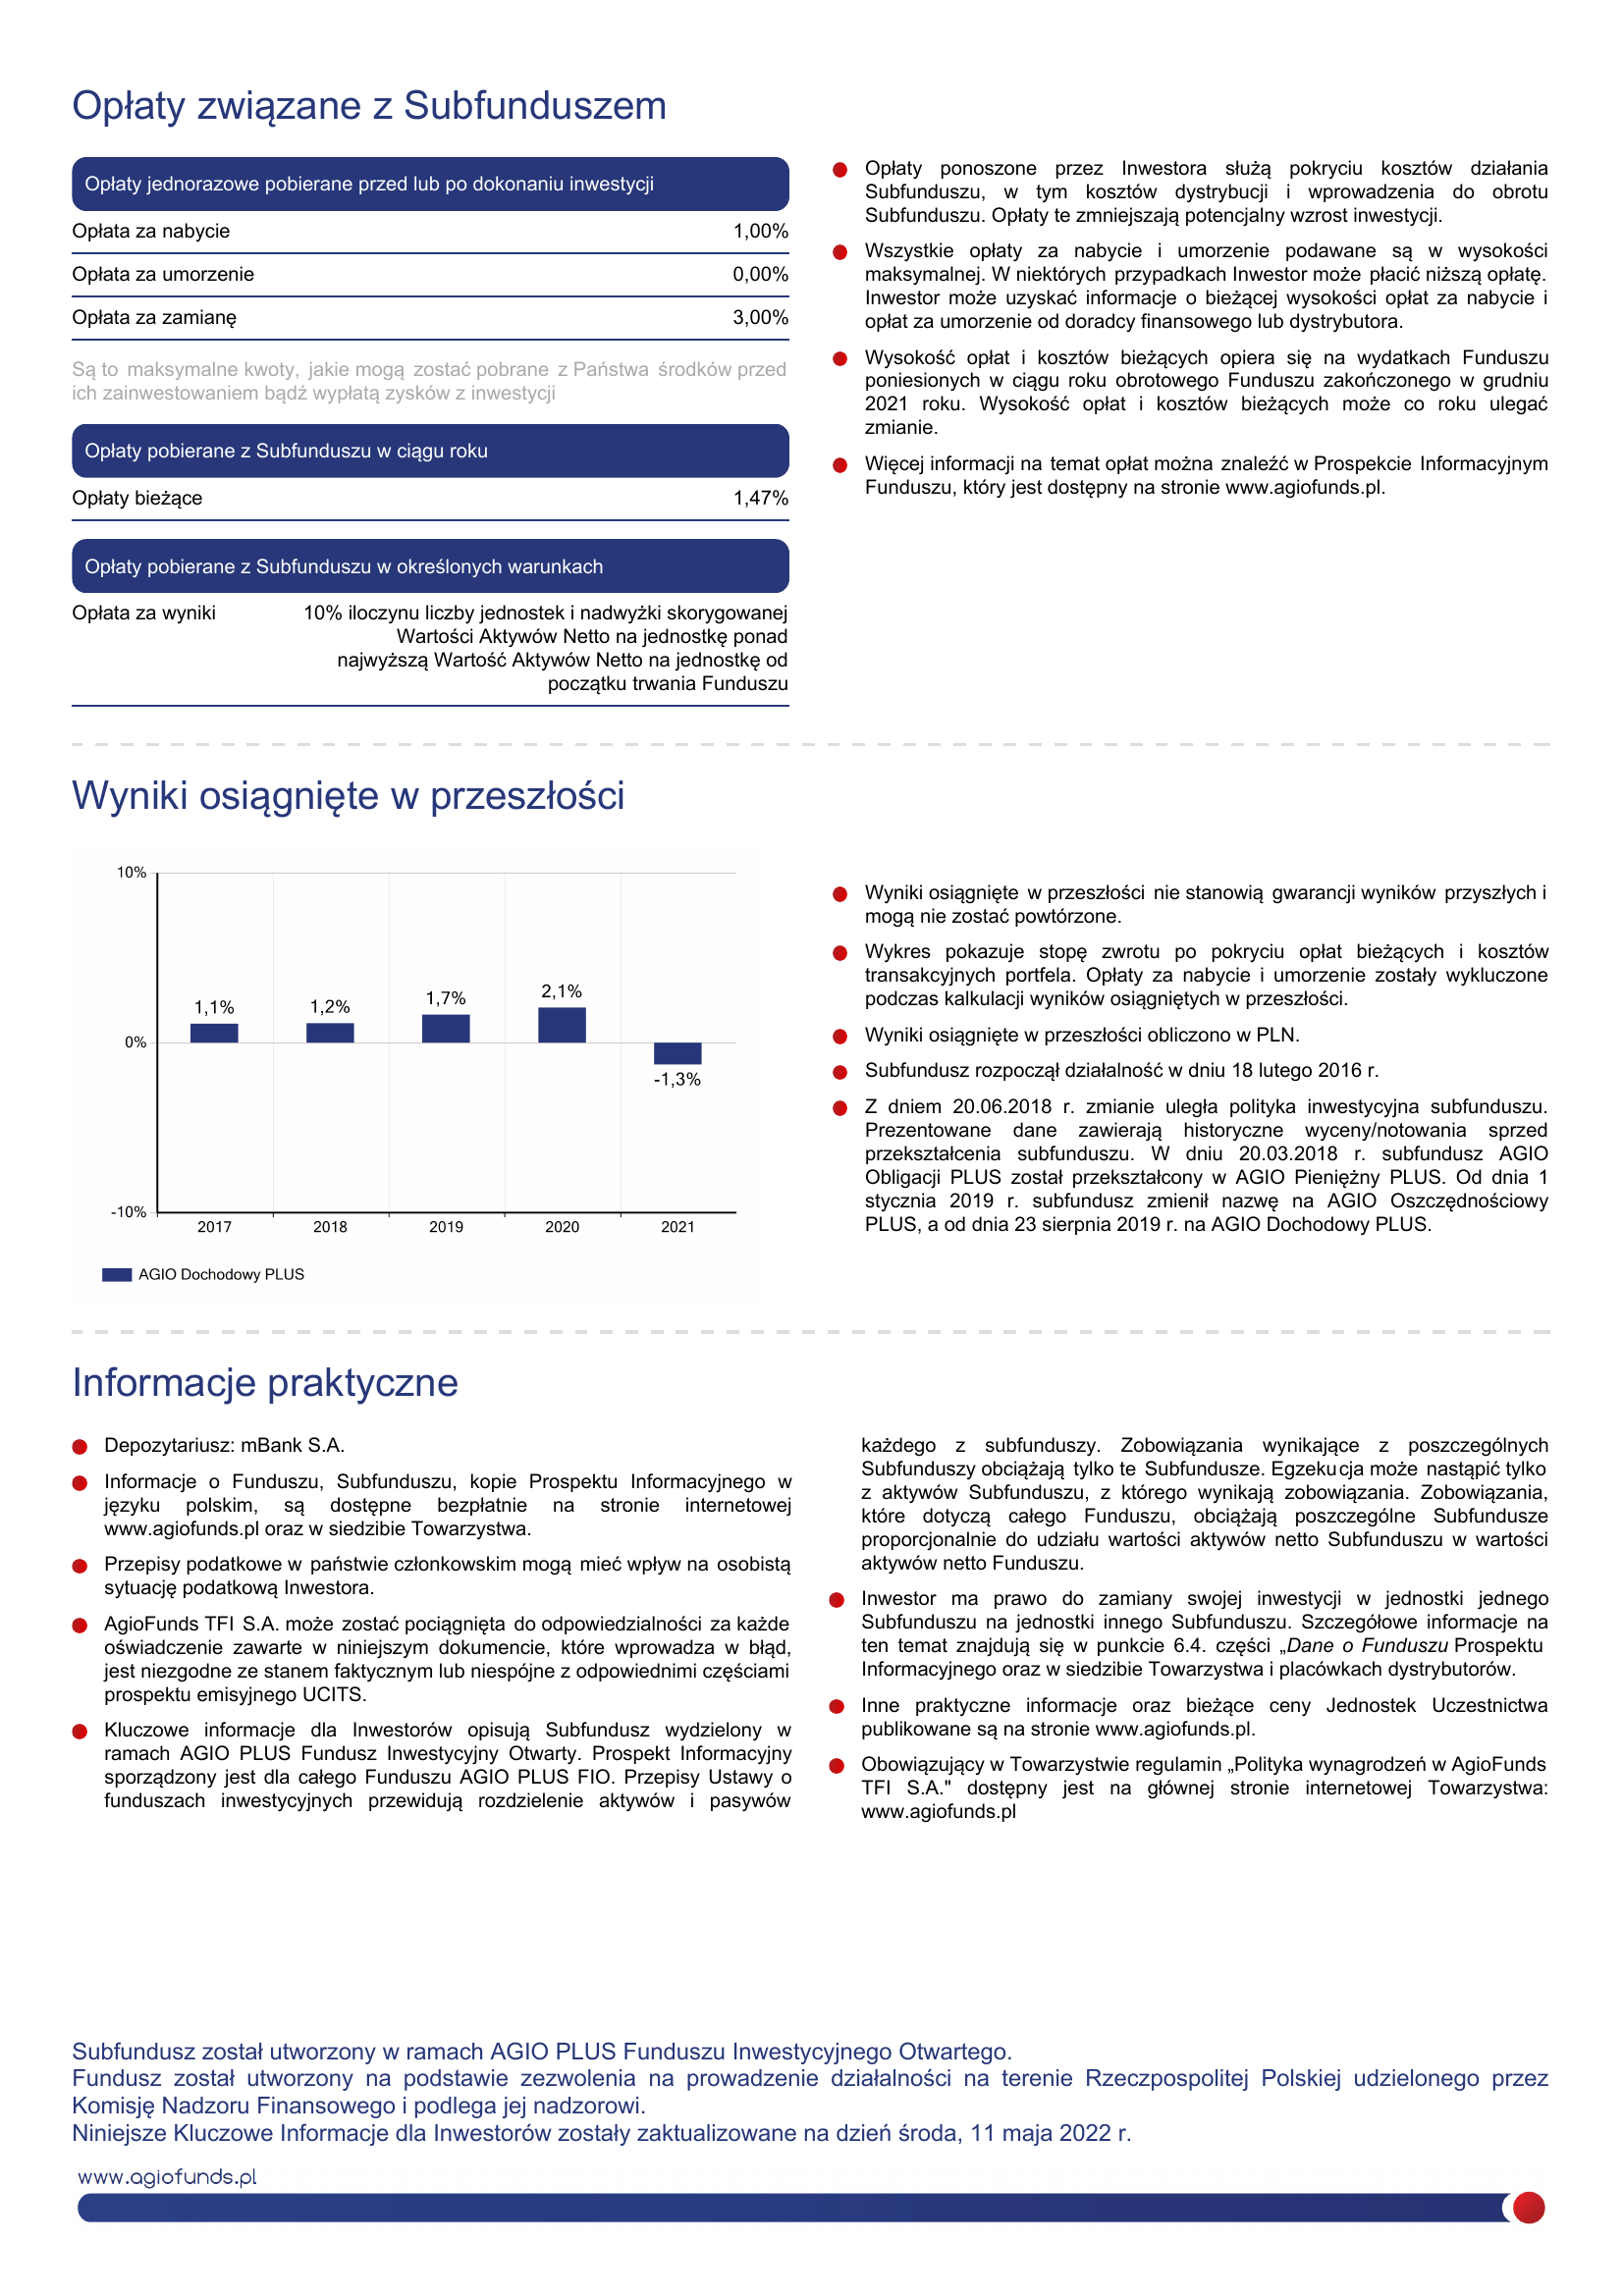 Opłaty związane z Subfunduszem
Opłaty jednorazowe pobierane przed lub po dokonaniu inwestycji
Opłata za nabycie 1,00%
Opłata za umorzenie 0,00%
Opłata za zamianę 3,00%
Są to maksymalne kwoty, jakie mogą zostać pobrane z Państwa środków przed
ich zainwestowaniem bądź wypłatą zysków z inwestycji
Opłaty pobierane z Subfunduszu w ciągu roku
Opłaty bieżące 1,47%
Opłaty pobierane z Subfunduszu w określonych warunkach
Opłata za wyniki 10% iloczynu liczby jednostek i nadwyżki skorygowanej
Wartości Aktywów Netto na jednostkę ponad
najwyższą Wartość Aktywów Netto na jednostkę od
początku trwania Funduszu
Opłaty ponoszone przez Inwestora służą pokryciu kosztów działania
Subfunduszu, w tym kosztów dystrybucji i wprowadzenia do obrotu
Subfunduszu. Opłaty te zmniejszają potencjalny wzrost inwestycji.
Wszystkie opłaty za nabycie i umorzenie podawane są w wysokości
maksymalnej. W niektórych przypadkach Inwestor może płacić niższą opłatę.
Inwestor może uzyskać informacje o bieżącej wysokości opłat za nabycie i
opłat za umorzenie od doradcy finansowego lub dystrybutora.
Wysokość opłat i kosztów bieżących opiera się na wydatkach Funduszu
poniesionych w ciągu roku obrotowego Funduszu zakończonego w grudniu
2021 roku. Wysokość opłat i kosztów bieżących może co roku ulegać
zmianie.
Więcej informacji na temat opłat można znaleźć w Prospekcie Informacyjnym
Funduszu, który jest dostępny na stronie www.agiofunds.pl.
Wyniki osiągnięte w przeszłości
10%
0%
-10%
1,1%
1,2%
1,7%
2,1%
-1,3%
2017 2018 2019 2020 2021
AGIO Dochodowy PLUS
Wyniki osiągnięte w przeszłości nie stanowią gwarancji wyników przyszłych i
mogą nie zostać powtórzone.
Wykres pokazuje stopę zwrotu po pokryciu opłat bieżących i kosztów
transakcyjnych portfela. Opłaty za nabycie i umorzenie zostały wykluczone
podczas kalkulacji wyników osiągniętych w przeszłości.
Wyniki osiągnięte w przeszłości obliczono w PLN.
Subfundusz rozpoczął działalność w dniu 18 lutego 2016 r.
Z dniem 20.06.2018 r. zmianie uległa polityka inwestycyjna subfunduszu.
Prezentowane dane zawierają historyczne wyceny/notowania sprzed
przekształcenia subfunduszu. W dniu 20.03.2018 r. subfundusz AGIO
Obligacji PLUS został przekształcony w AGIO Pieniężny PLUS. Od dnia 1
stycznia 2019 r. subfundusz zmienił nazwę na AGIO Oszczędnościowy
PLUS, a od dnia 23 sierpnia 2019 r. na AGIO Dochodowy PLUS.
Informacje praktyczne
Depozytariusz: mBank S.A.
Informacje o Funduszu, Subfunduszu, kopie Prospektu Informacyjnego w
języku polskim, są dostępne bezpłatnie na stronie internetowej
www.agiofunds.pl oraz w siedzibie Towarzystwa.
Przepisy podatkowe w państwie członkowskim mogą mieć wpływ na osobistą
sytuację podatkową Inwestora.
AgioFunds TFI S.A. może zostać pociągnięta do odpowiedzialności za każde
oświadczenie zawarte w niniejszym dokumencie, które wprowadza w błąd,
jest niezgodne ze stanem faktycznym lub niespójne z odpowiednimi częściami
prospektu emisyjnego UCITS.
Kluczowe informacje dla Inwestorów opisują Subfundusz wydzielony w
ramach AGIO PLUS Fundusz Inwestycyjny Otwarty. Prospekt Informacyjny
sporządzony jest dla całego Funduszu AGIO PLUS FIO. Przepisy Ustawy o
funduszach inwestycyjnych przewidują rozdzielenie aktywów i pasywów
każdego z subfunduszy. Zobowiązania wynikające z poszczególnych
Subfunduszy obciążają tylko te Subfundusze. Egzekucja może nastąpić tylko
z aktywów Subfunduszu, z którego wynikają zobowiązania. Zobowiązania,
które dotyczą całego Funduszu, obciążają poszczególne Subfundusze
proporcjonalnie do udziału wartości aktywów netto Subfunduszu w wartości
aktywów netto Funduszu.
Inwestor ma prawo do zamiany swojej inwestycji w jednostki jednego
Subfunduszu na jednostki innego Subfunduszu. Szczegółowe informacje na
ten temat znajdują się w punkcie 6.4. części „Dane o Funduszu Prospektu
Informacyjnego oraz w siedzibie Towarzystwa i placówkach dystrybutorów.
Inne praktyczne informacje oraz bieżące ceny Jednostek Uczestnictwa
publikowane są na stronie www.agiofunds.pl.
Obowiązujący w Towarzystwie regulamin „Polityka wynagrodzeń w AgioFunds
TFI S.A." dostępny jest na głównej stronie internetowej Towarzystwa:
www.agiofunds.pl
Subfundusz został utworzony w ramach AGIO PLUS Funduszu Inwestycyjnego Otwartego.
Fundusz został utworzony na podstawie zezwolenia na prowadzenie działalności na terenie Rzeczpospolitej Polskiej udzielonego przez
Komisję Nadzoru Finansowego i podlega jej nadzorowi.
Niniejsze Kluczowe Informacje dla Inwestorów zostały zaktualizowane na dzień środa, 11 maja 2022 r.
www.agiofunds.pl